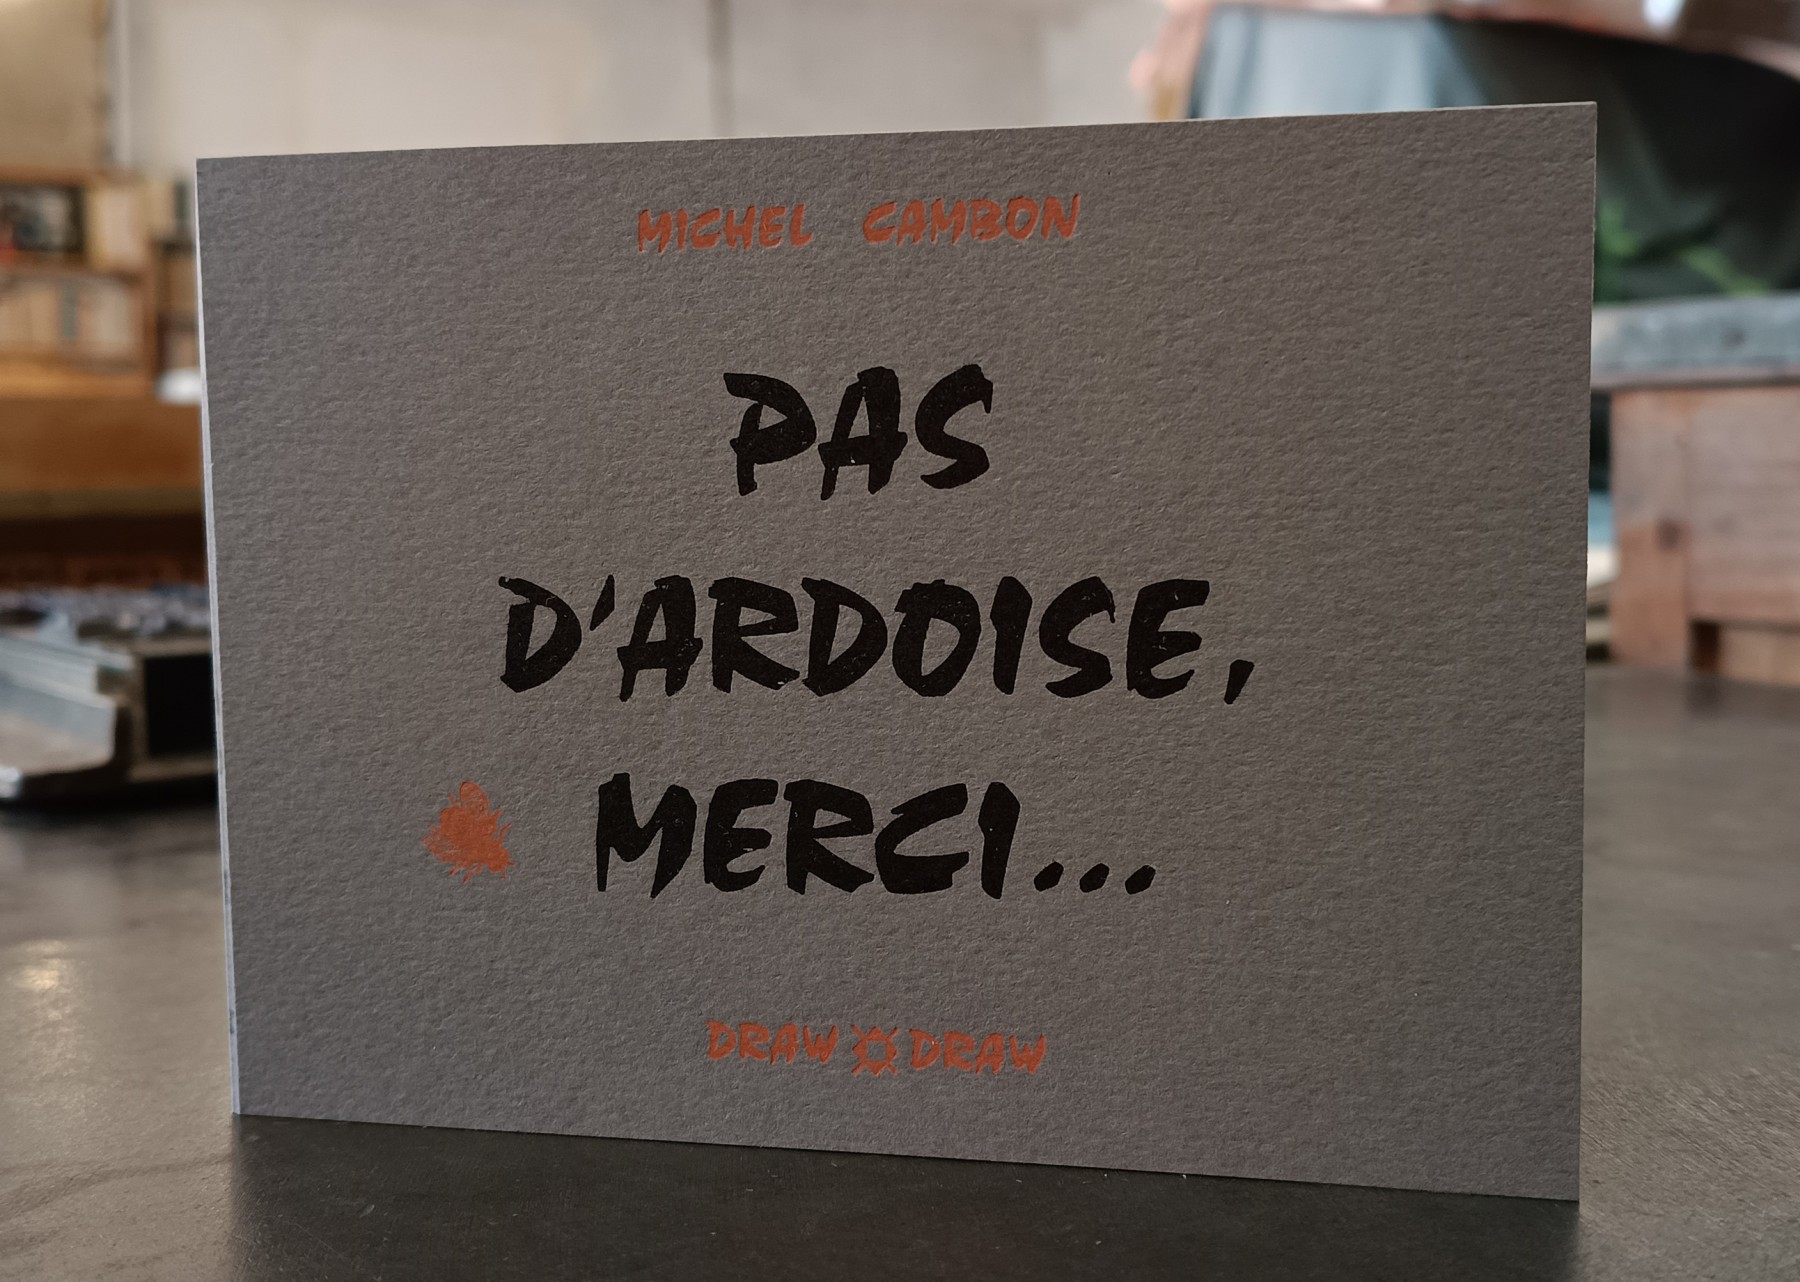 MICHEL CAMBON
PAS
D'ARDOISE,
MERCI...
DRAW DRAW